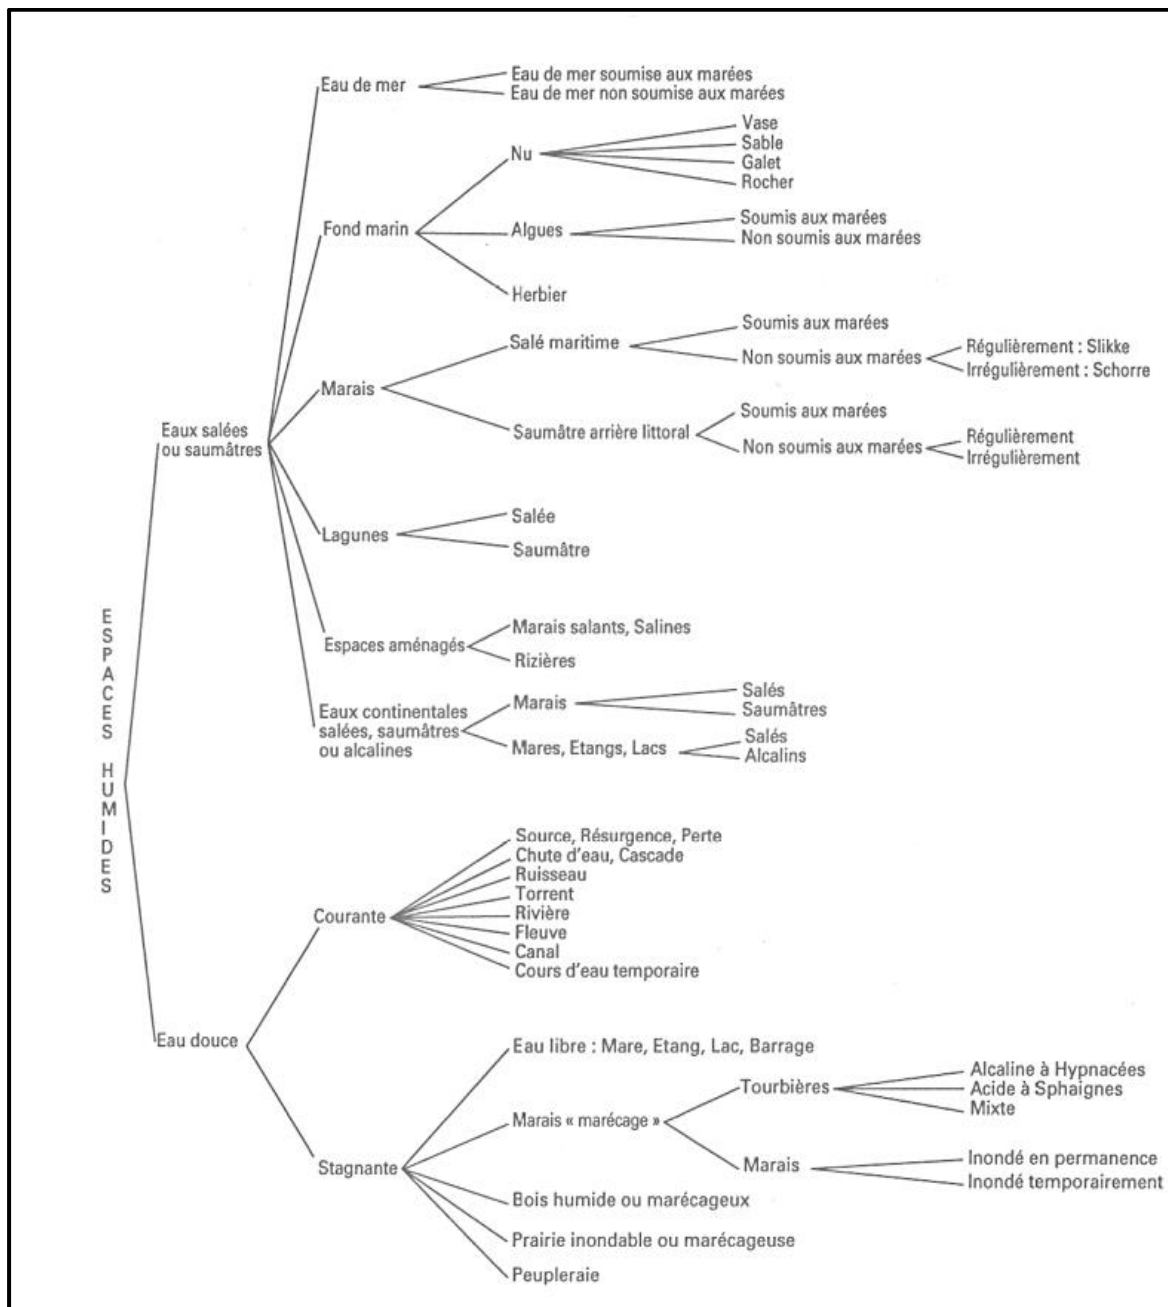 ESPACES HUMIDES
Eaux salées
ou saumâtres
Eau de mer
Eau de mer soumise aux marées
Eau de mer non soumise aux marées
Fond marin
Nu
Vase
Sable
Galet
Rocher
Algues
Soumis aux marées
Non soumis aux marées
Herbier
Marais
Salé maritime
Soumis aux marées
Non soumis aux marées
Régulièrement : Slikke
Irrégulièrement : Schorre
Saumâtre arrière littoral
Soumis aux marées
Non soumis aux marées
Régulièrement
Irrégulièrement
Lagunes
Salée
Saumâtre
Espaces aménagés
Marais salants, Salines
Rizières
Eaux continentales
salées, saumâtres
ou alcalines
Marais
Salés
Saumâtres
Mares, Etangs, Lacs
Salés
Alcalins
Eau douce
Courante
Source, Résurgence, Perte
Chute d'eau, Cascade
Ruisseau
Torrent
Rivière
Fleuve
Canal
Cours d'eau temporaire
Stagnante
Eau libre : Mare, Etang, Lac, Barrage
Marais « marécage »
Tourbières
Alcaline à Hypnacées
Acide à Sphaignes
Mixte
Marais
Inondé en permanence
Inondé temporairement
Bois humide ou marécageux
Prairie inondable ou marécageuse
Peupleraie